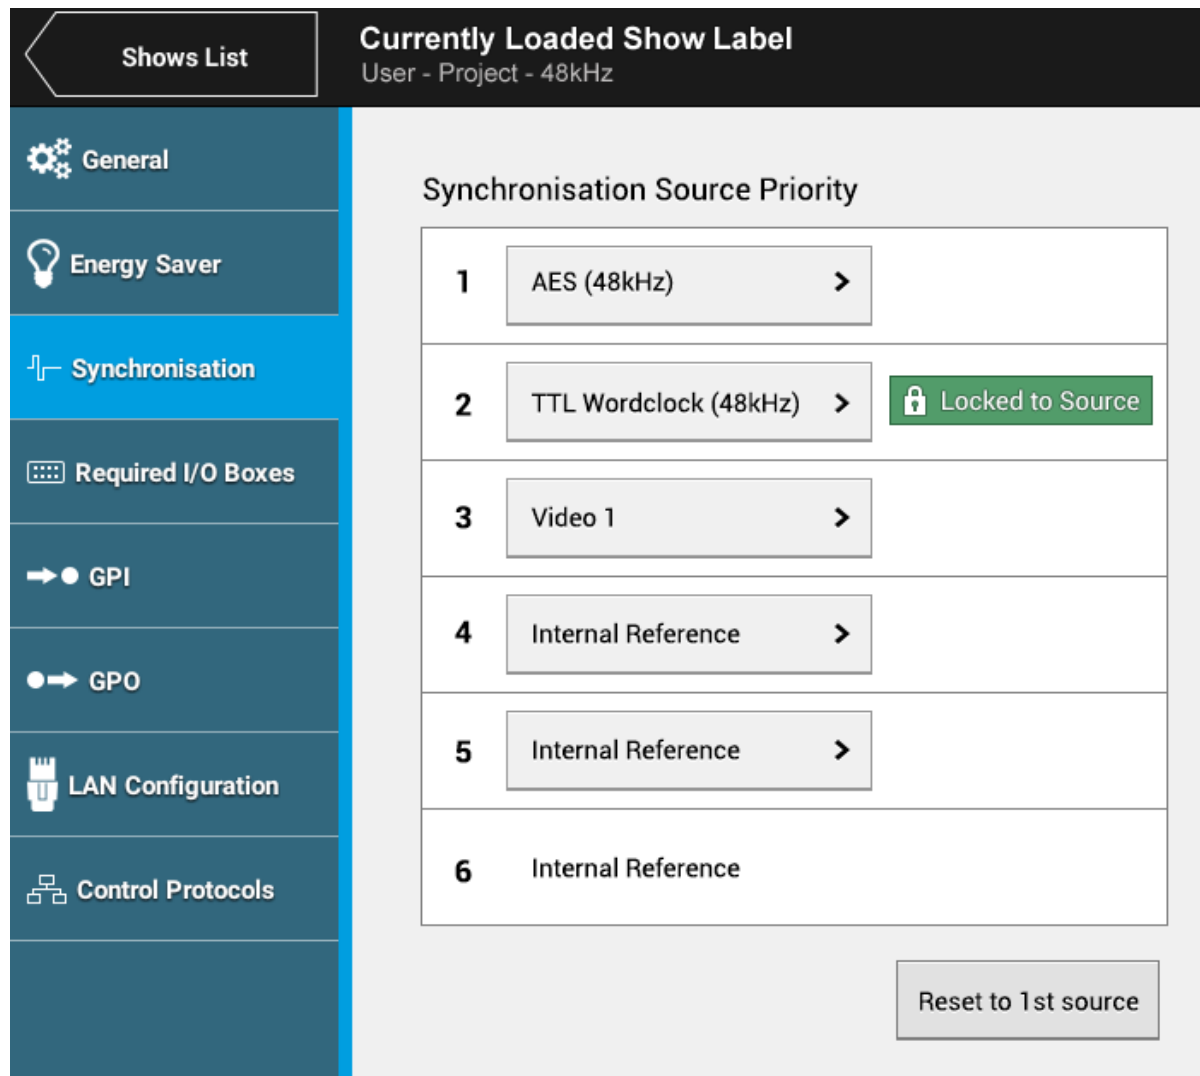 Shows List
Currently Loaded Show Label
User - Project - 48kHz
General
Energy Saver
Synchronisation
Required I/O Boxes
GPI
GPO
LAN Configuration
Control Protocols
Synchronisation Source Priority
1 AES (48kHz)
2 TTL Wordclock (48kHz) Locked to Source
3 Video 1
4 Internal Reference
5 Internal Reference
6 Internal Reference
Reset to 1st source